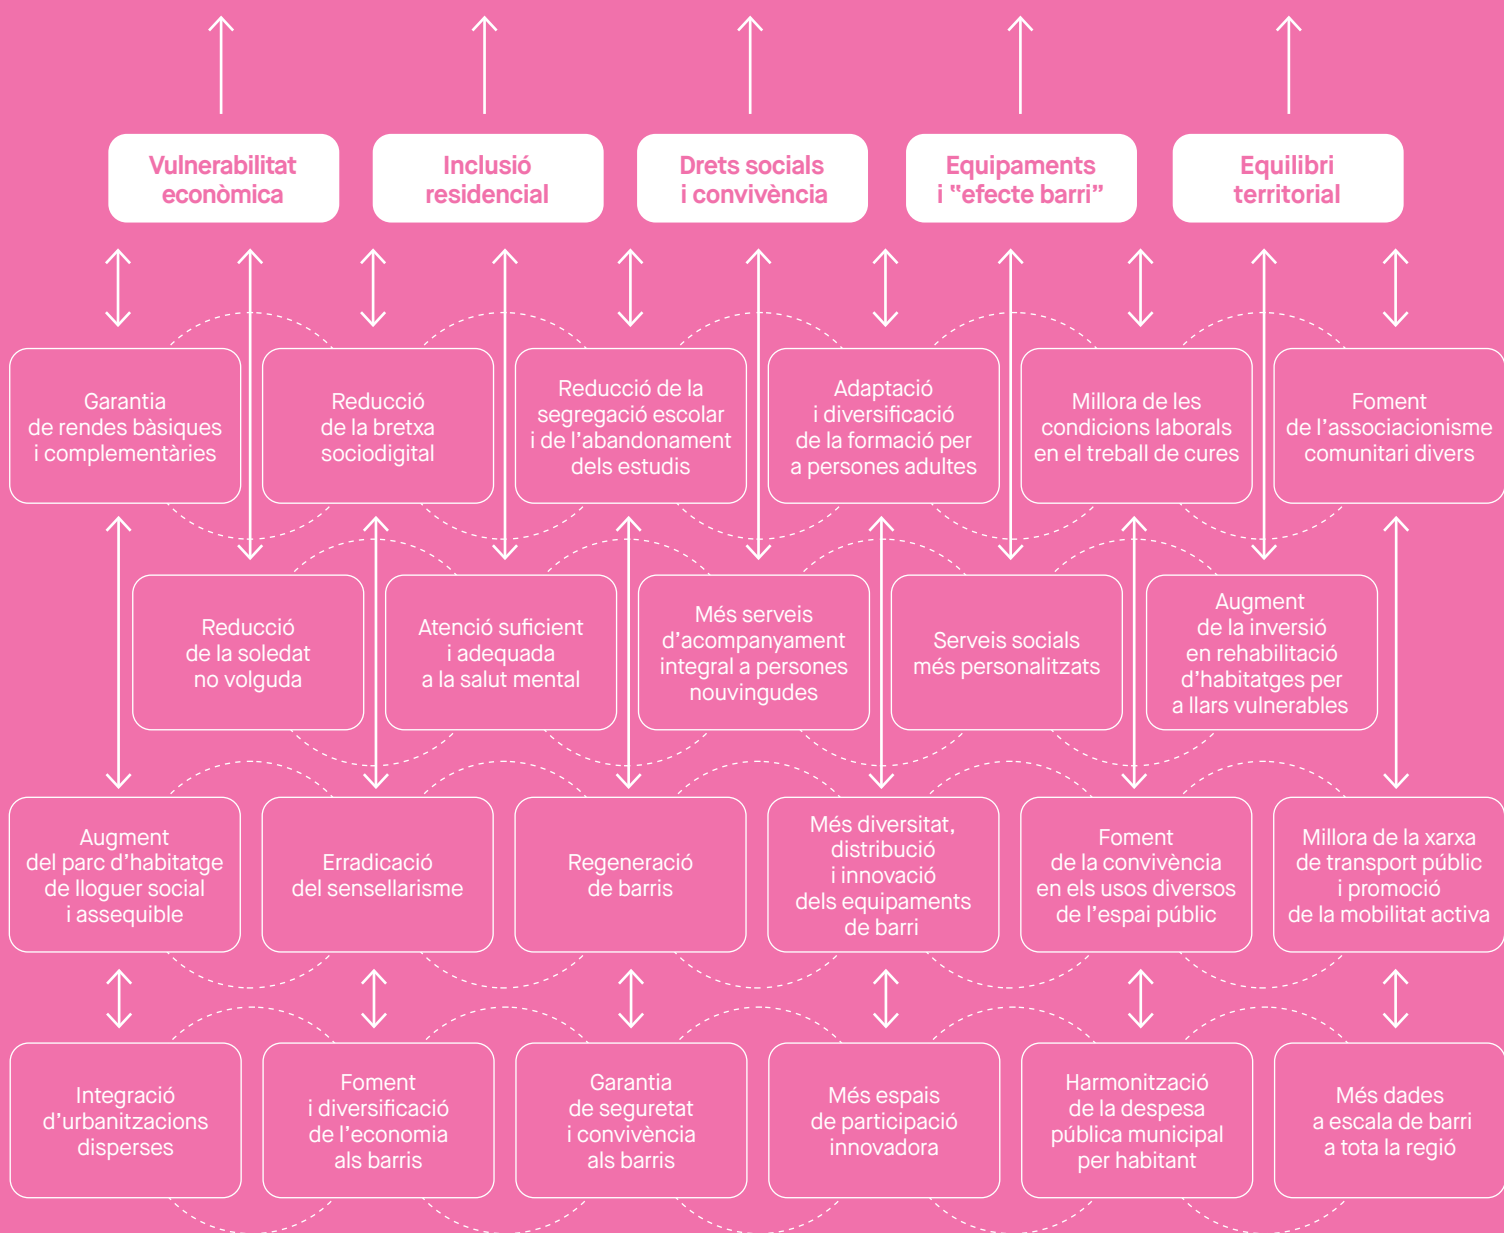 Vulnerabilitat
econòmica
Inclusió
residencial
Drets socials
i convivència
Equipaments
i “efecte barri”
Equilibri
territorial
Garantia
de rendes bàsiques
i complementàries
Reducció
de la bretxa
sociodigital
Reducció de la
segregació escolar
i de l’abandonament
dels estudis
Adaptació
i diversificació
de la formació per
a persones adultes
Millora de les
condicions laborals
en el treball de cures
Foment
de l’associacionisme
comunitari divers
Reducció
de la soledat
no volguda
Atenció suficient
i adequada
a la salut mental
Més serveis
d’acompanyament
integral a persones
nouvingudes
Serveis socials
més personalitzats
Augment
de la inversió
en rehabilitació
d’habitatges per
a llars vulnerables
Augment
del parc d’habitatge
de lloguer social
i assequible
Erradicació
del sensellarisme
Regeneració
de barris
Més diversitat,
distribució
i innovació
dels equipaments
de barri
Foment
de la convivència
en els usos diversos
de l’espai públic
Millora de la xarxa
de transport públic
i promoció
de la mobilitat activa
Integració
d’urbanitzacions
disperses
Foment
i diversificació
de l’economia
als barris
Garantia
de seguretat
i convivència
als barris
Més espais
de participació
innovadora
Harmonització
de la despesa
pública municipal
per habitant
Més dades
a escala de barri
a tota la regió